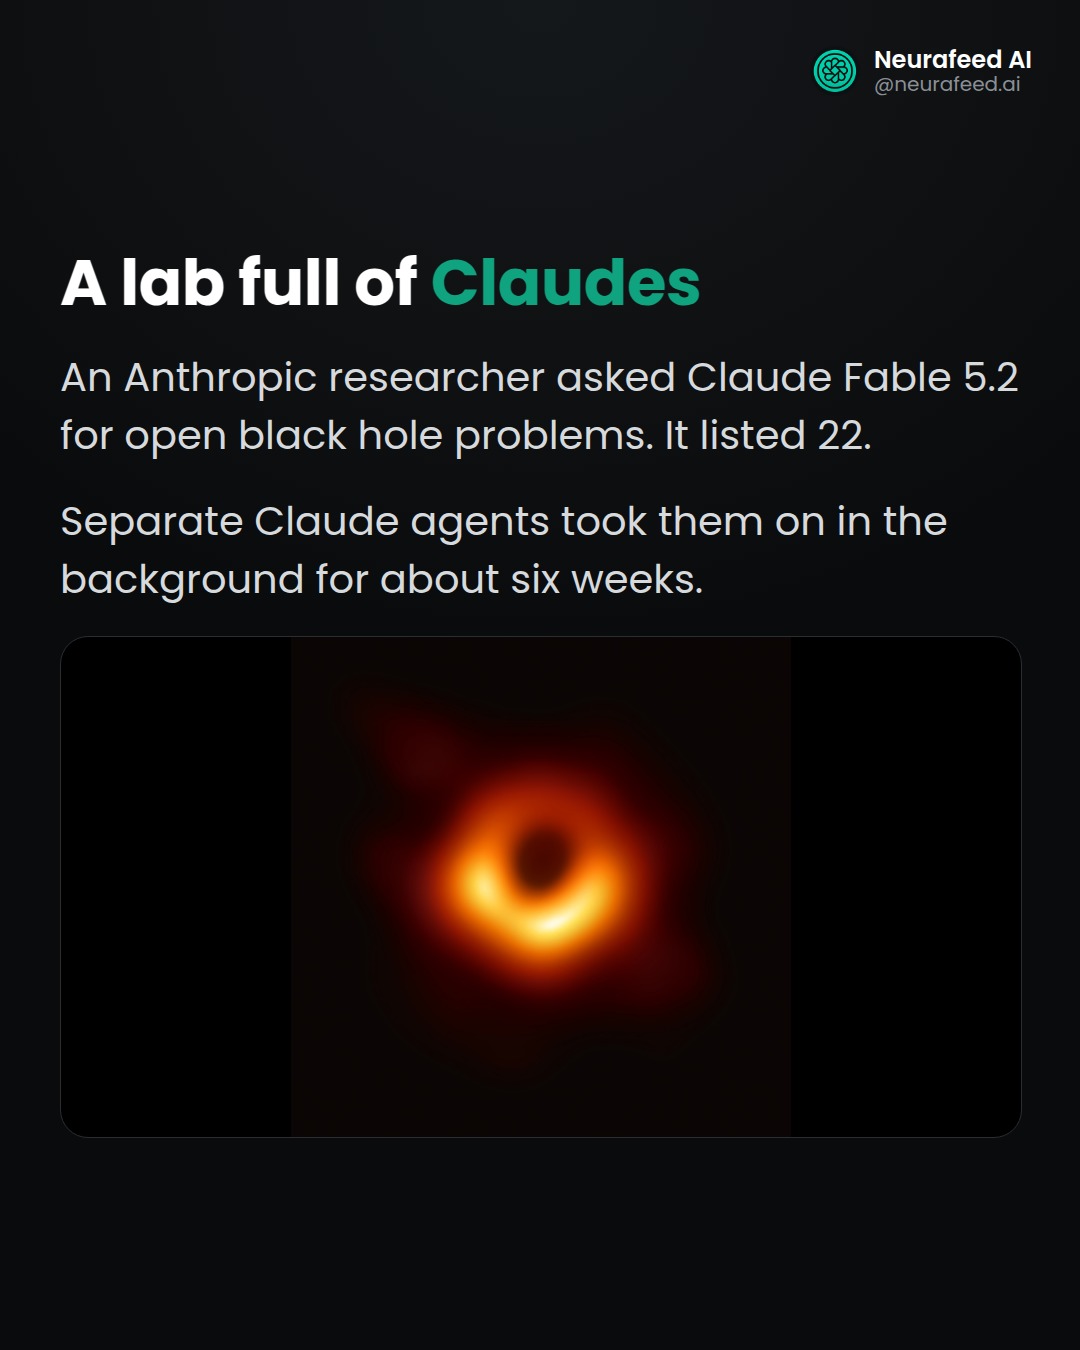 Neurafeed AI
@neurafeed.ai
A lab full of Claudes
An Anthropic researcher asked Claude Fable 5.2
for open black hole problems. It listed 22.
Separate Claude agents took them on in the
background for about six weeks.